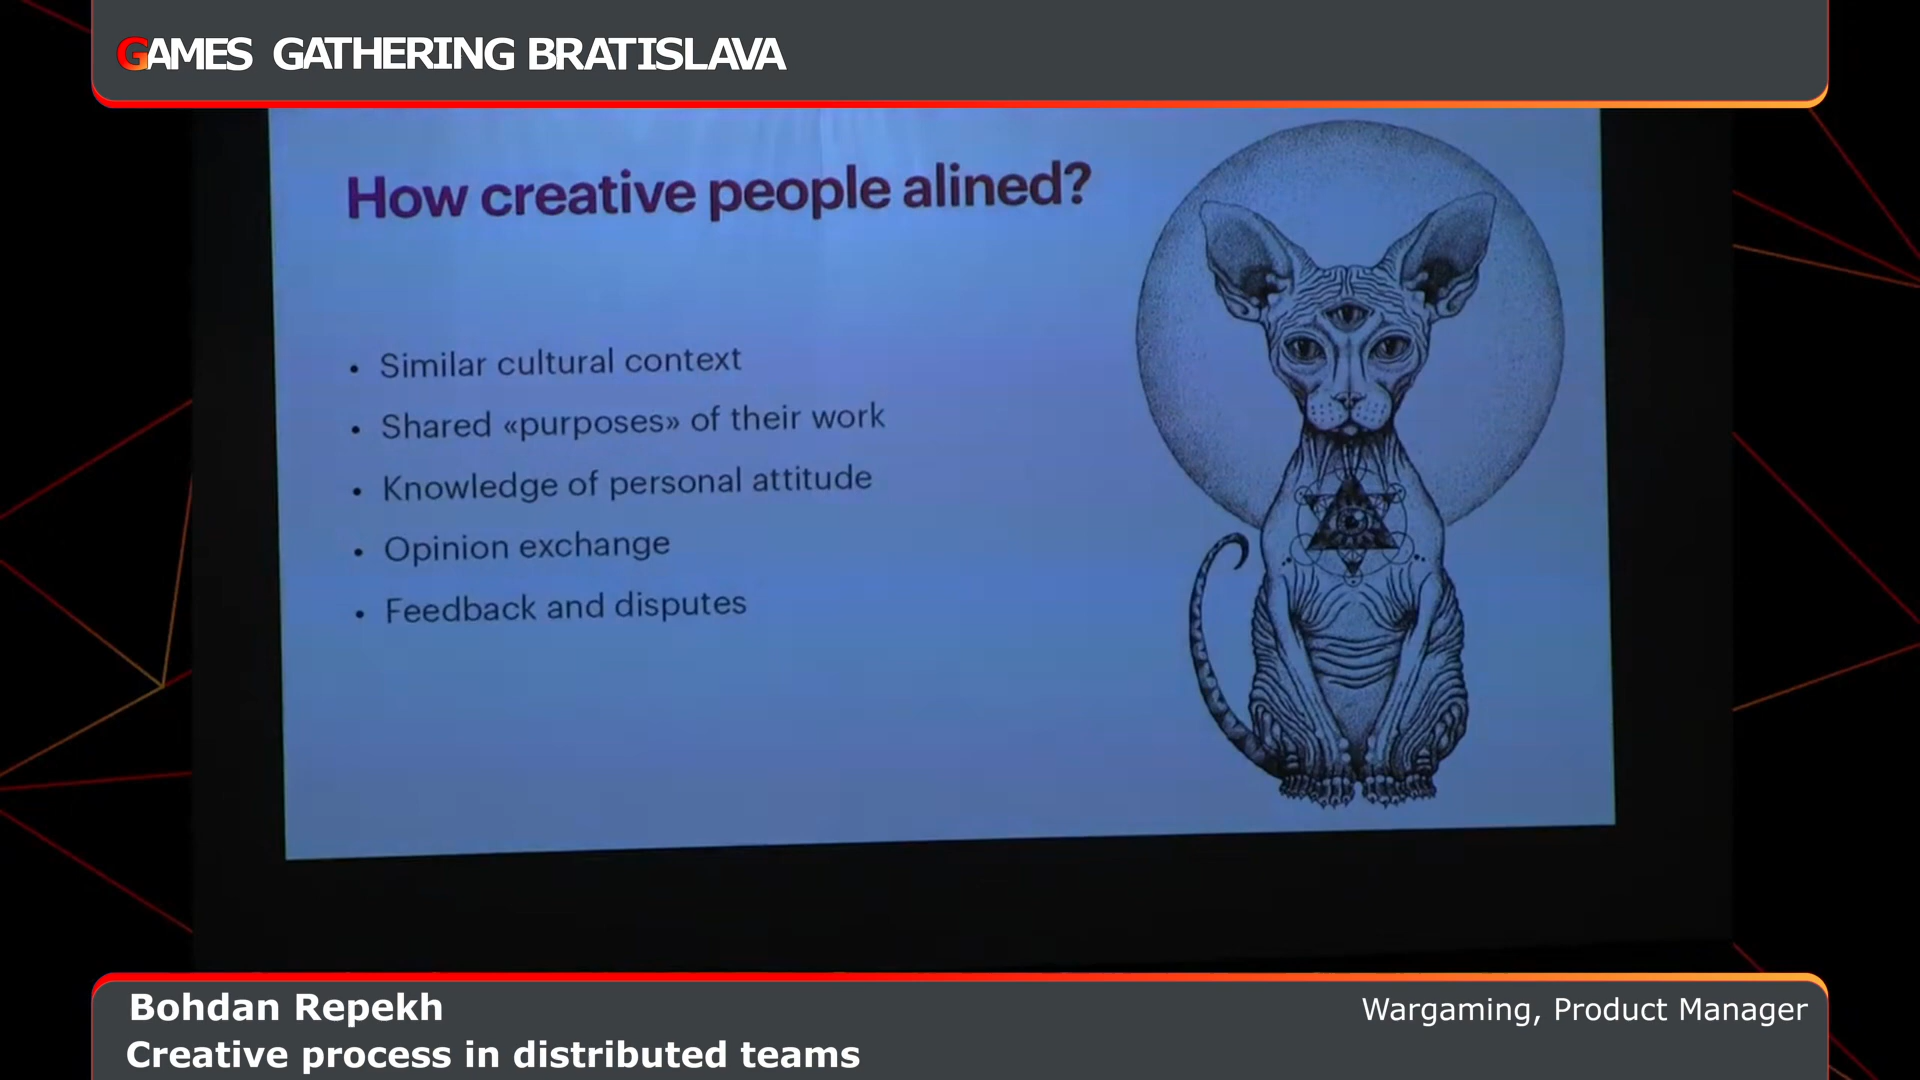 GAMES GATHERING BRATISLAVA
How creative people alined?
• Similar cultural context
• Shared «purposes» of their work
• Knowledge of personal attitude
• Opinion exchange
• Feedback and disputes
Bohdan Repekh
Wargaming, Product Manager
Creative process in distributed teams